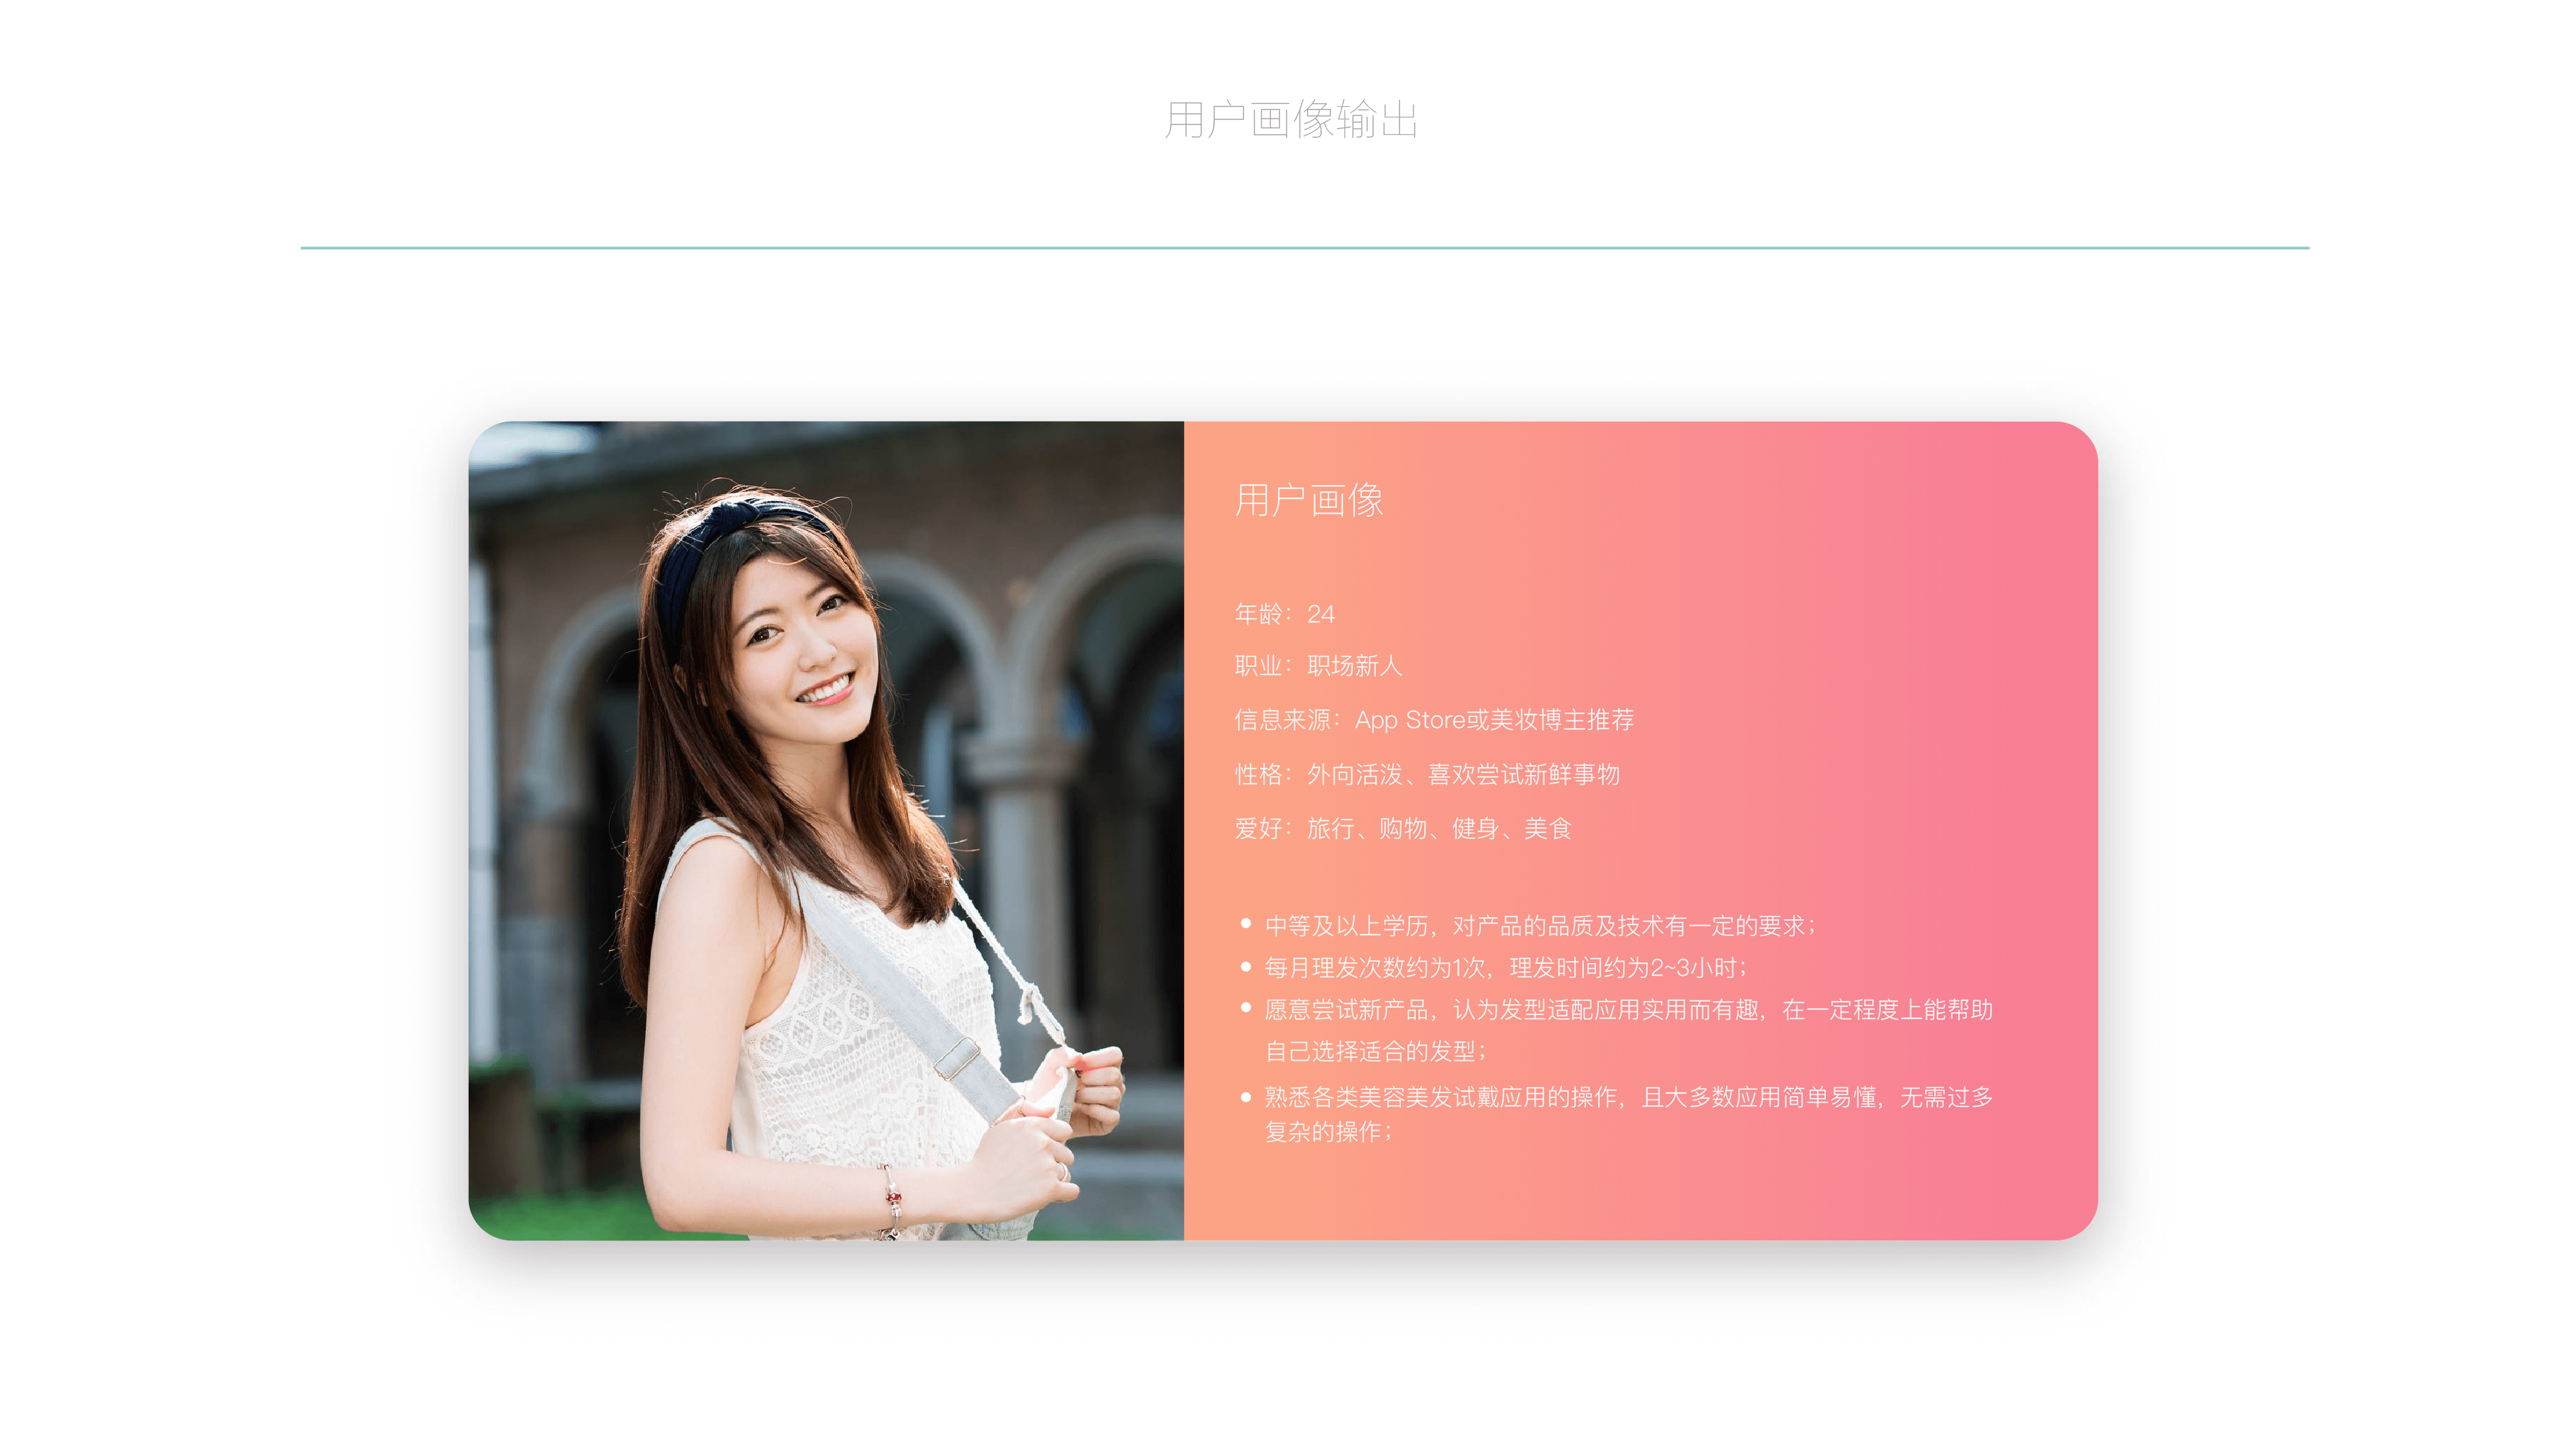 用户画像输出
用户画像
年龄：24
职业：职场新人
信息来源：App Store或美妆博主推荐
性格：外向活泼、喜欢尝试新鲜事物
爱好：旅行、购物、健身、美食
● 中等及以上学历，对产品的品质及技术有一定的要求；
● 每月理发次数约为1次，理发时间约为2~3小时；
● 愿意尝试新产品，认为发型适配应用实用而有趣，在一定程度上能帮助
自己选择适合的发型；
● 熟悉各类美容美发试戴应用的操作，且大多数应用简单易懂，无需过多
复杂的操作；